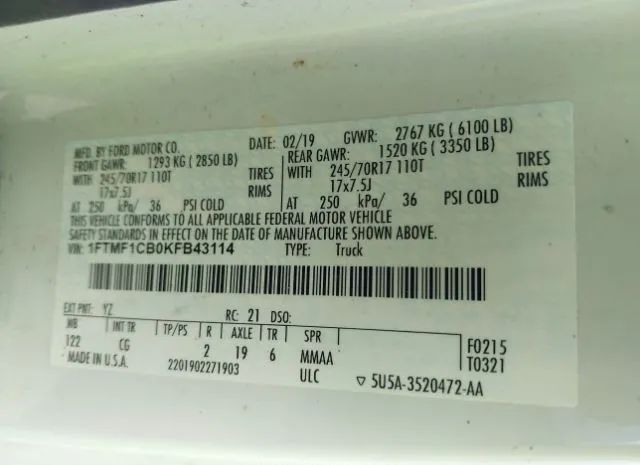 MFD. BY FORD MOTOR CO. DATE: 02/19 GVWR: 2767 KG ( 6100 LB)
FRONT GAWR: 1293 KG ( 2850 LB) REAR GAWR: 1520 KG ( 3350 LB)
WITH 245/70R17 110T TIRES WITH 245/70R17 110T TIRES
17x7.5J RIMS 17x7.5J RIMS
AT 250 kPa/ 36 PSI COLD AT 250 kPa/ 36 PSI COLD
THIS VEHICLE CONFORMS TO ALL APPLICABLE FEDERAL MOTOR VEHICLE
SAFETY STANDARDS IN EFFECT ON THE DATE OF MANUFACTURE SHOWN ABOVE.
VIN: 1FTMF1CB0KFB43114 TYPE: Truck
EXT PNT: YZ RC: 21 DSO:
WB INT TR TP/PS R AXLE TR SPR
122 CG 2 19 6 MMAA
F0215
T0321
MADE IN U.S.A. 2201902271903 ULC
▽ 5U5A-3520472-AA